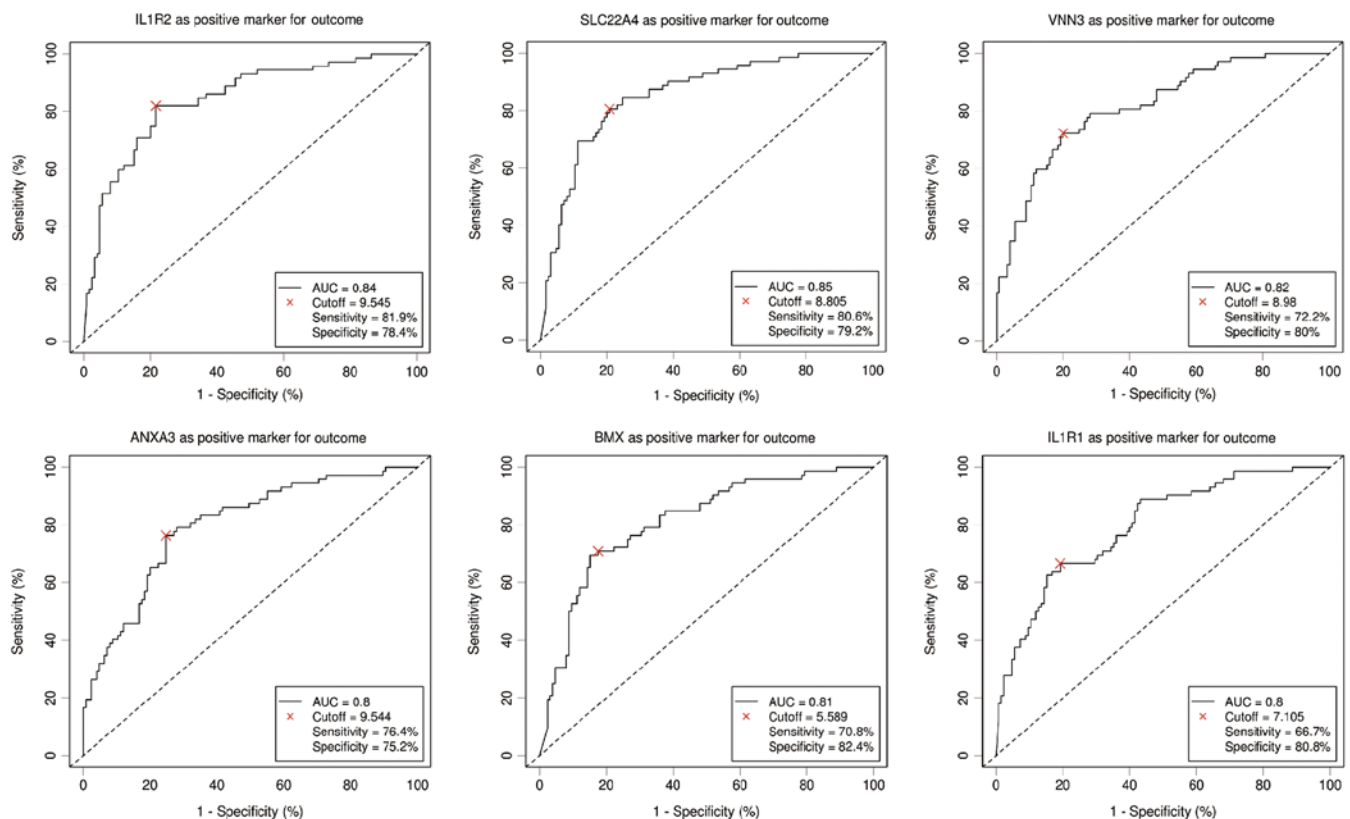 IL1R2 as positive marker for outcome
Sensitivity (%)
100
80
60
40
20
0
AUC = 0.84
× Cutoff = 9.545
Sensitivity = 81.9%
Specificity = 78.4%
0 20 40 60 80 100
1 - Specificity (%)
SLC22A4 as positive marker for outcome
Sensitivity (%)
100
80
60
40
20
0
AUC = 0.85
× Cutoff = 8.805
Sensitivity = 80.6%
Specificity = 79.2%
0 20 40 60 80 100
1 - Specificity (%)
VNN3 as positive marker for outcome
Sensitivity (%)
100
80
60
40
20
0
AUC = 0.82
× Cutoff = 8.98
Sensitivity = 72.2%
Specificity = 80%
0 20 40 60 80 100
1 - Specificity (%)
ANXA3 as positive marker for outcome
Sensitivity (%)
100
80
60
40
20
0
AUC = 0.8
× Cutoff = 9.544
Sensitivity = 76.4%
Specificity = 75.2%
0 20 40 60 80 100
1 - Specificity (%)
BMX as positive marker for outcome
Sensitivity (%)
100
80
60
40
20
0
AUC = 0.81
× Cutoff = 5.589
Sensitivity = 70.8%
Specificity = 82.4%
0 20 40 60 80 100
1 - Specificity (%)
IL1R1 as positive marker for outcome
Sensitivity (%)
100
80
60
40
20
0
AUC = 0.8
× Cutoff = 7.105
Sensitivity = 66.7%
Specificity = 80.8%
0 20 40 60 80 100
1 - Specificity (%)